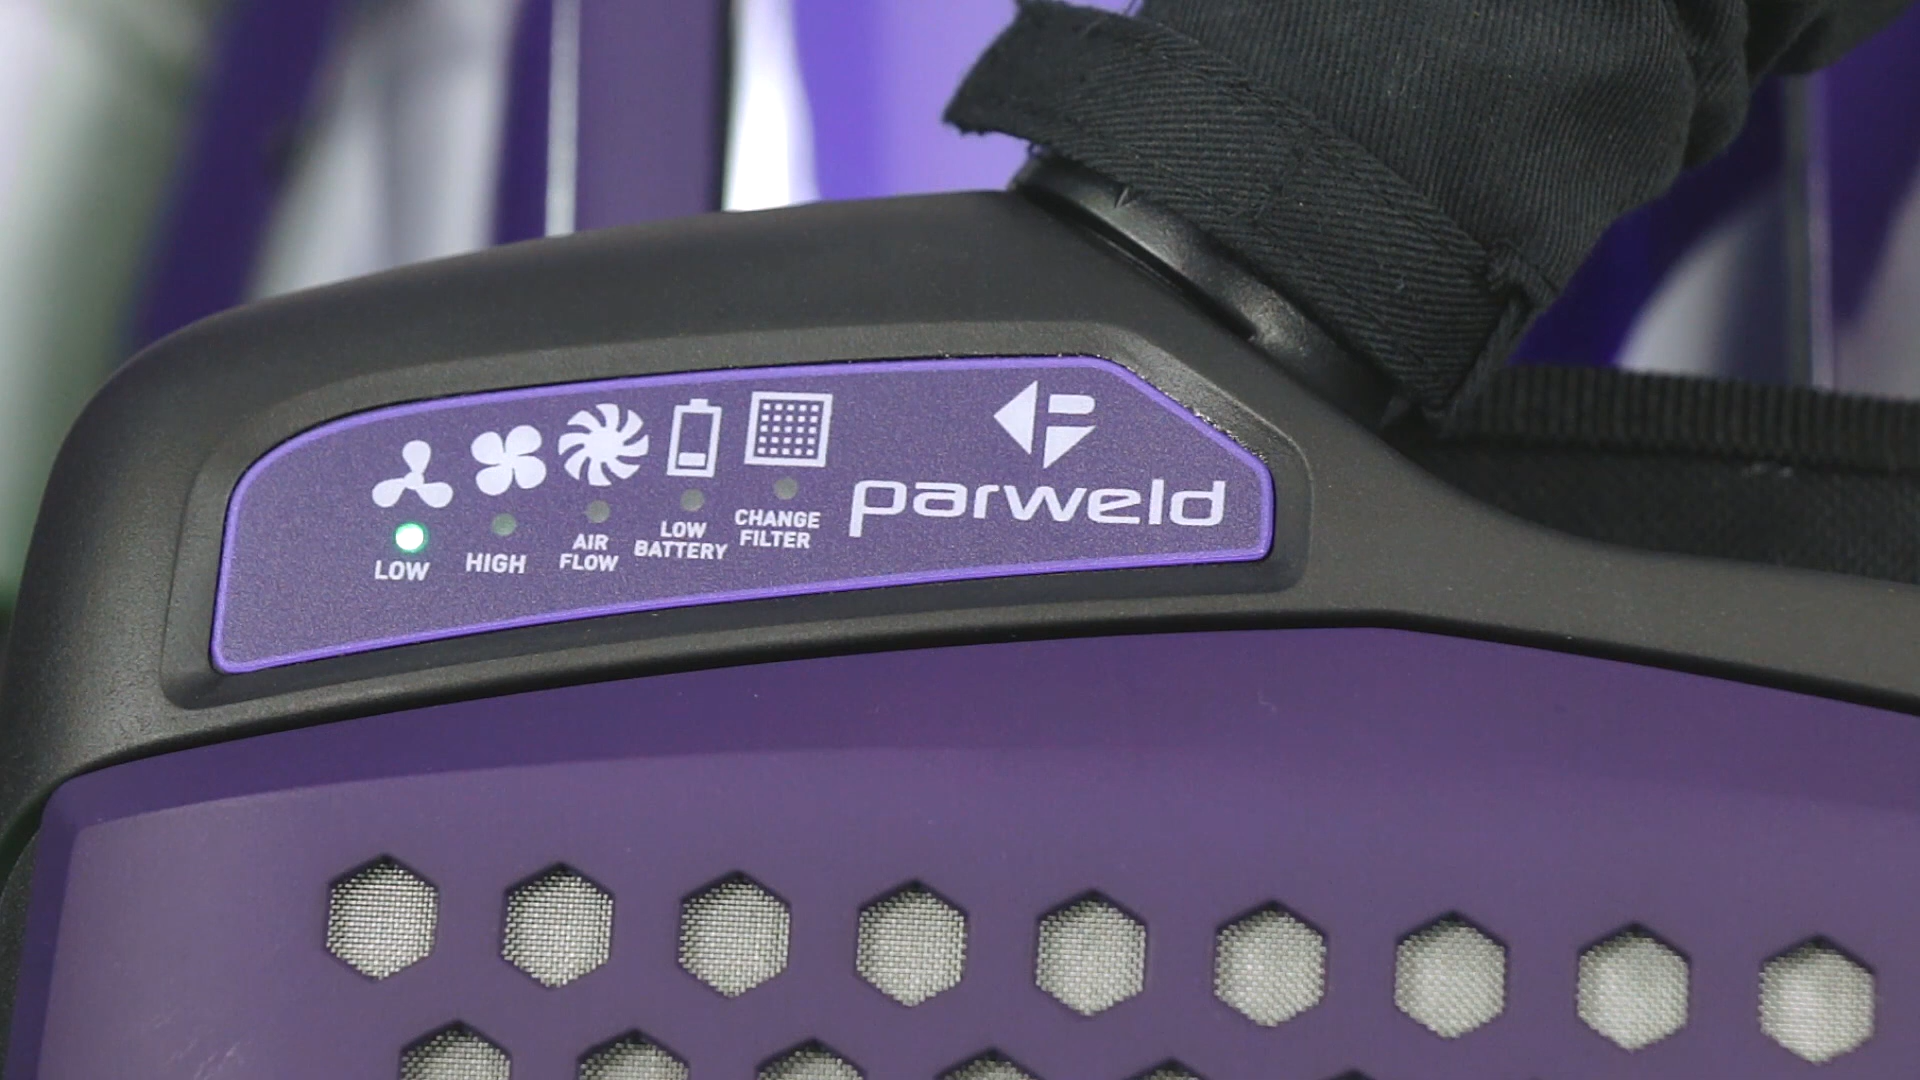 LOW
HIGH
AIR
FLOW
LOW
BATTERY
CHANGE
FILTER
parweld